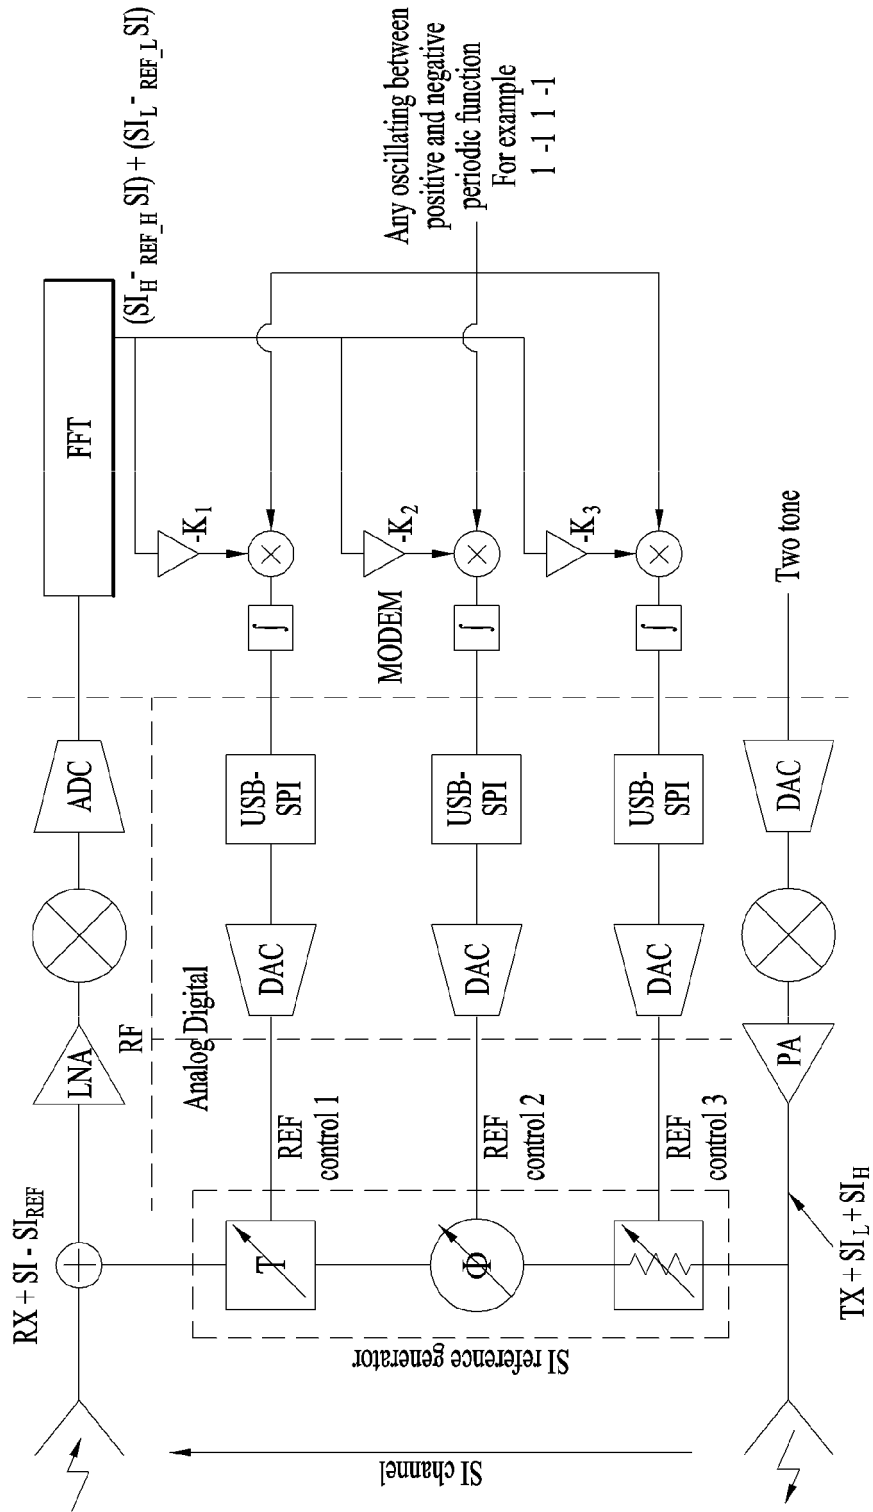 RX + SI - SI_REF
LNA
ADC
FFT
(SI_H - REF_H SI) + (SI_L - REF_L SI)
RF
Analog Digital
SI reference generator
SI channel
T
REF
control 1
DAC
USB-
SPI
∫
-K_1
MODEM
Φ
REF
control 2
DAC
USB-
SPI
∫
-K_2
Any oscillating between
positive and negative
periodic function
For example
1 -1 1 -1
REF
control 3
DAC
USB-
SPI
∫
-K_3
TX + SI_L + SI_H
PA
DAC
Two tone